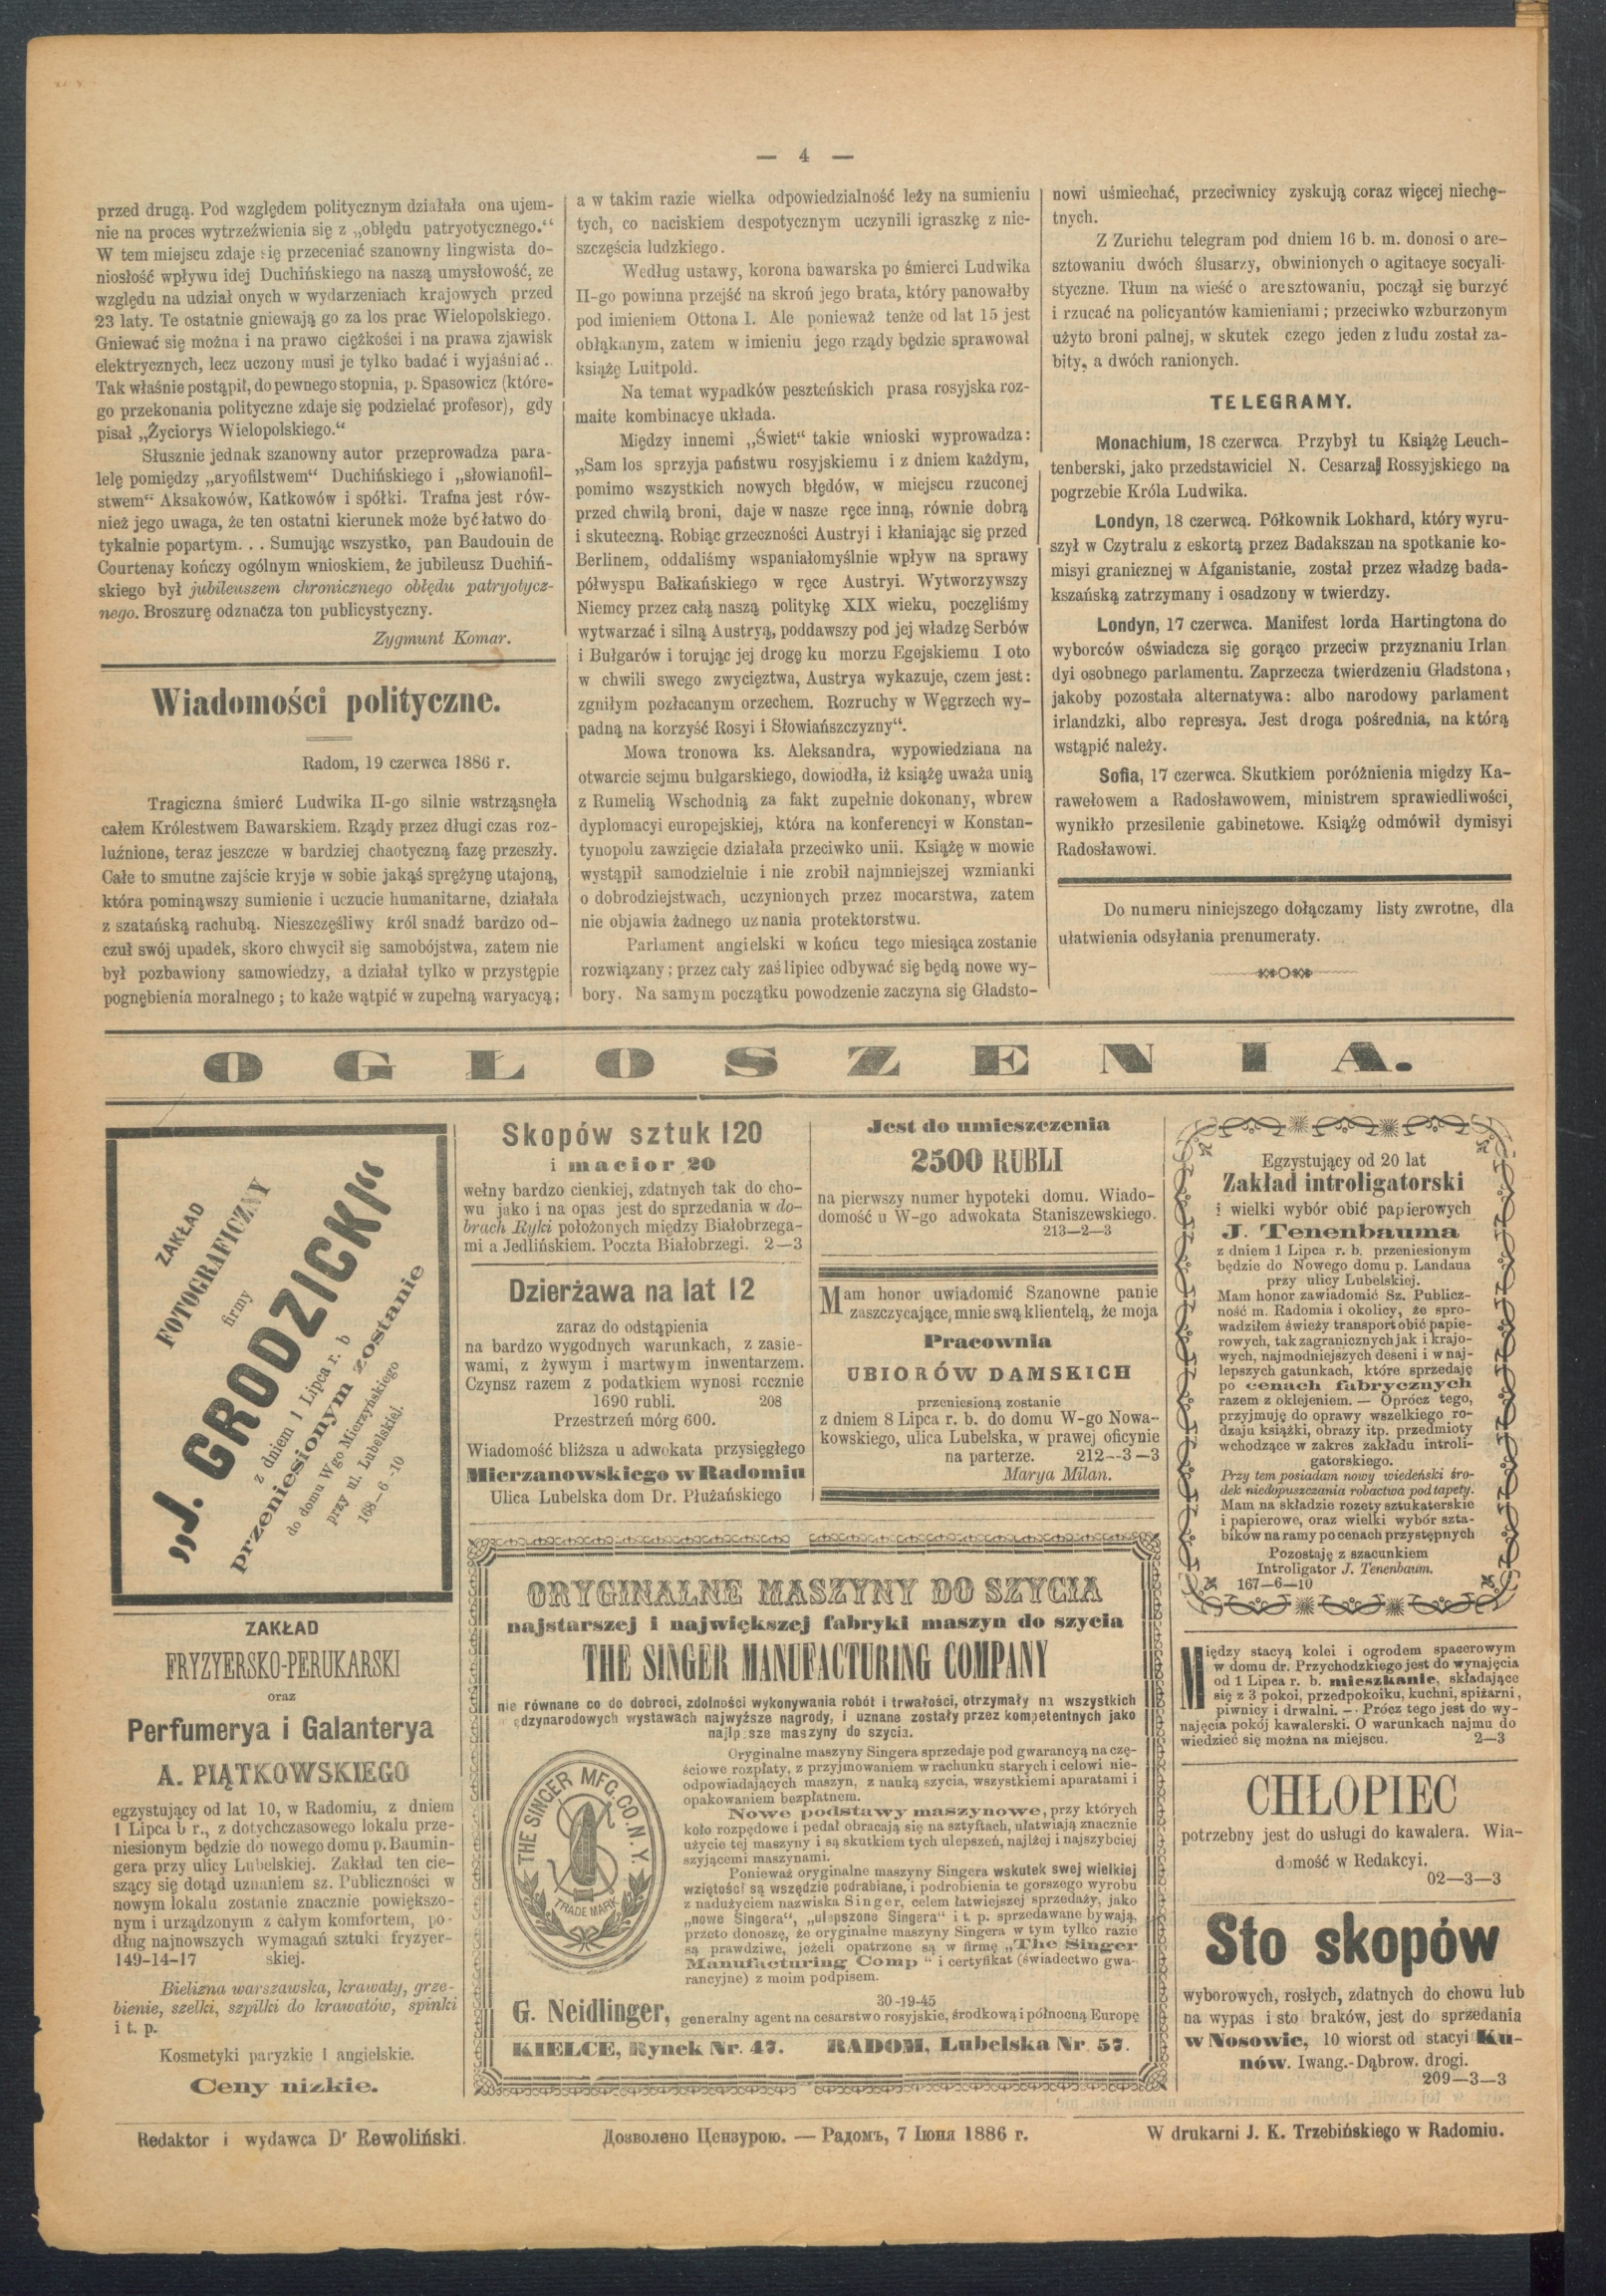 — 4 —
przed drugą. Pod względem politycznym działała ona ujem-
nie na proces wytrzeźwienia się z „obłędu patryotycznego.“
W tem miejscu zdaje się przeceniać szanowny lingwista do-
niosłość wpływu idej Duchińskiego na naszą umysłowość, ze
względu na udział onych w wydarzeniach krajowych przed
23 laty. Te ostatnie gniewają go za los prac Wielopolskiego.
Gniewać się można i na prawo ciężkości i na prawa zjawisk
elektrycznych, lecz uczony musi je tylko badać i wyjaśniać..
Tak właśnie postąpił, do pewnego stopnia, p. Spasowicz (które-
go przekonania polityczne zdaje się podzielać profesor), gdy
pisał „Życiorys Wielopolskiego.“
Słusznie jednak szanowny autor przeprowadza para-
lelę pomiędzy „aryofilstwem“ Duchińskiego i „słowianofil-
stwem“ Aksakowów, Katkowów i spółki. Trafna jest rów-
nież jego uwaga, że ten ostatni kierunek może być łatwo do
tykalnie popartym. . . Sumując wszystko, pan Baudouin de
Courtenay kończy ogólnym wnioskiem, że jubileusz Duchiń-
skiego był jubileuszem chronicznego obłędu patryotycz-
nego. Broszurę odznacza ton publicystyczny.
Zygmunt Komar.
Wiadomości polityczne.
Radom, 19 czerwca 1886 r.
Tragiczna śmierć Ludwika II-go silnie wstrząsnęła
całem Królestwem Bawarskiem. Rządy przez długi czas roz-
luźnione, teraz jeszcze w bardziej chaotyczną fazę przeszły.
Całe to smutne zajście kryje w sobie jakąś sprężynę utajoną,
która pominąwszy sumienie i uczucie humanitarne, działała
z szatańską rachubą. Nieszczęśliwy król snadź bardzo od-
czuł swój upadek, skoro chwycił się samobójstwa, zatem nie
był pozbawiony samowiedzy, a działał tylko w przystępie
pognębienia moralnego ; to każe wątpić w zupełną waryacyą;
a w takim razie wielka odpowiedzialność leży na sumieniu
tych, co naciskiem despotycznym uczynili igraszkę z nie-
szczęścia ludzkiego.
Według ustawy, korona bawarska po śmierci Ludwika
II-go powinna przejść na skroń jego brata, który panowałby
pod imieniem Ottona I. Ale ponieważ tenże od lat 15 jest
obłąkanym, zatem w imieniu jego rządy będzie sprawował
książę Luitpold.
Na temat wypadków peszteńskich prasa rosyjska roz-
maite kombinacye układa.
Między innemi „Świet“ takie wnioski wyprowadza:
„Sam los sprzyja państwu rosyjskiemu i z dniem każdym,
pomimo wszystkich nowych błędów, w miejscu rzuconej
przed chwilą broni, daje w nasze ręce inną, równie dobrą
i skuteczną. Robiąc grzeczności Austryi i kłaniając się przed
Berlinem, oddaliśmy wspaniałomyślnie wpływ na sprawy
półwyspu Bałkańskiego w ręce Austryi. Wytworzywszy
Niemcy przez całą naszą politykę XIX wieku, poczęliśmy
wytwarzać i silną Austryą, poddawszy pod jej władzę Serbów
i Bułgarów i torując jej drogę ku morzu Egejskiemu. I oto
w chwili swego zwycięztwa, Austrya wykazuje, czem jest:
zgniłym pozłacanym orzechem. Rozruchy w Węgrzech wy-
padną na korzyść Rosyi i Słowiańszczyzny“.
Mowa tronowa ks. Aleksandra, wypowiedziana na
otwarcie sejmu bułgarskiego, dowiodła, iż książę uważa unią
z Rumelią Wschodnią za fakt zupełnie dokonany, wbrew
dyplomacyi europejskiej, która na konferencyi w Konstan-
tynopolu zawzięcie działała przeciwko unii. Książę w mowie
wystąpił samodzielnie i nie zrobił najmniejszej wzmianki
o dobrodziejstwach, uczynionych przez mocarstwa, zatem
nie objawia żadnego uznania protektorstwu.
Parlament angielski w końcu tego miesiąca zostanie
rozwiązany ; przez cały zaś lipiec odbywać się będą nowe wy-
bory. Na samym początku powodzenie zaczyna się Gladsto-
nowi uśmiechać, przeciwnicy zyskują coraz więcej niechę-
tnych.
Z Zurichu telegram pod dniem 16 b. m. donosi o are-
sztowaniu dwóch ślusarzy, obwinionych o agitacye socyali-
styczne. Tłum na wieść o aresztowaniu, począł się burzyć
i rzucać na policyantów kamieniami ; przeciwko wzburzonym
użyto broni palnej, w skutek czego jeden z ludu został za-
bity, a dwóch ranionych.
TELEGRAMY.
Monachium, 18 czerwca. Przybył tu Książę Leuch-
tenberski, jako przedstawiciel N. Cesarza Rossyjskiego na
pogrzebie Króla Ludwika.
Londyn, 18 czerwcą. Półkownik Lokhard, który wyru-
szył w Czytralu z eskortą przez Badakszan na spotkanie ko-
misyi granicznej w Afganistanie, został przez władzę bada-
kszańską zatrzymany i osadzony w twierdzy.
Londyn, 17 czerwca. Manifest lorda Hartingtona do
wyborców oświadcza się gorąco przeciw przyznaniu Irlan
dyi osobnego parlamentu. Zaprzecza twierdzeniu Gladstona,
jakoby pozostała alternatywa: albo narodowy parlament
irlandzki, albo represya. Jest droga pośrednia, na którą
wstąpić należy.
Sofia, 17 czerwca. Skutkiem poróżnienia między Ka-
rawełowem a Radosławowem, ministrem sprawiedliwości,
wynikło przesilenie gabinetowe. Książę odmówił dymisyi
Radosławowi.
Do numeru niniejszego dołączamy listy zwrotne, dla
ułatwienia odsyłania prenumeraty.
OGŁOSZENIA.
ZAKŁAD
FOTOGRAFICZNY
firmy
„J. GRODZICKI“
z dniem 1 Lipca r. b
przeniesionym zostanie
do domu Wgo Mierzyńskiego
przy ul. Lubelskiej.
168—6—10
ZAKŁAD
FRYZYERSKO-PERUKARSKI
oraz
Perfumerya i Galanterya
A. PIĄTKOWSKIEGO
egzystujący od lat 10, w Radomiu, z dniem
1 Lipca b r., z dotychczasowego lokalu prze-
niesionym będzie do nowego domu p. Baumin-
gera przy ulicy Lubelskiej. Zakład ten cie-
szący się dotąd uznaniem sz. Publiczności w
nowym lokalu zostanie znacznie powiększo-
nym i urządzonym z całym komfortem, po-
dług najnowszych wymagań sztuki fryzyer-
149-14-17 skiej.
Bielizna warszawska, krawaty, grze-
bienie, szelki, szpilki do krawatów, spinki
i t. p.
Kosmetyki paryzkie i angielskie.
Ceny nizkie.
Skopów sztuk 120
i macior 20
wełny bardzo cienkiej, zdatnych tak do cho-
wu jako i na opas jest do sprzedania w do-
brach Ryki położonych między Białobrzega-
mi a Jedlińskiem. Poczta Białobrzegi. 2—3
Dzierżawa na lat 12
zaraz do odstąpienia
na bardzo wygodnych warunkach, z zasie-
wami, z żywym i martwym inwentarzem.
Czynsz razem z podatkiem wynosi rocznie
1690 rubli. 208
Przestrzeń mórg 600.
Wiadomość bliższa u adwokata przysięgłego
Mierzanowskiego w Radomiu
Ulica Lubelska dom Dr. Płużańskiego
Jest do umieszczenia
2500 RUBLI
na pierwszy numer hypoteki domu. Wiado-
domość u W-go adwokata Staniszewskiego.
213—2—3
Mam honor uwiadomić Szanowne panie
zaszczycające, mnie swą klientelą, że moja
Pracownia
UBIORÓW DAMSKICH
przeniesioną zostanie
z dniem 8 Lipca r. b. do domu W-go Nowa-
kowskiego, ulica Lubelska, w prawej oficynie
na parterze. 212—3—3
Marya Milan.
ORYGINALNE MASZYNY DO SZYCIA
najstarszej i największej fabryki maszyn do szycia
THE SINGER MANUFACTURING COMPANY
nie równane co do dobroci, zdolności wykonywania robót i trwałości, otrzymały na wszystkich
ędzynarodowych wystawach najwyższe nagrody, i uznane zostały przez kompetentnych jako
najlpsze maszyny do szycia.
THE SINGER MFG. CO. N. Y.
TRADE MARK
Oryginalne maszyny Singera sprzedaje pod gwarancyą na czę-
ściowe rozpłaty, z przyjmowaniem w rachunku starych i celowi nie-
odpowiadających maszyn, z nauką szycia, wszystkiemi aparatami i
opakowaniem bezpłatnem.
Nowe podstawy maszynowe, przy których
koło rozpędowe i pedał obracają się na sztyftach, ułatwiają znacznie
użycie tej maszyny i są skutkiem tych ulepszeń, najlżej i najszybciej
szyjącemi maszynami.
Ponieważ oryginalne maszyny Singera wskutek swej wielkiej
wziętości są wszędzie podrabiane, i podrobienia te gorszego wyrobu
z nadużyciem nazwiska Singer, celem łatwiejszej sprzedaży, jako
„nowe Singera“, „ulepszone Singera“ i t. p. sprzedawane bywają,
przeto donoszę, że oryginalne maszyny Singera w tym tylko razie
są prawdziwe, jeżeli opatrzone są w firmę „The Singer
Manufacturing Comp “ i certyfikat (świadectwo gwa-
rancyjne) z moim podpisem.
30-19-45
G. Neidlinger, generalny agent na cesarstwo rosyjskie, środkową i północną Europę
KIELCE, Rynek Nr. 47. RADOM, Lubelska Nr 57.
Egzystujący od 20 lat
Zakład introligatorski
i wielki wybór obić papierowych
J. Tenenbauma
z dniem 1 Lipca r. b. przeniesionym
będzie do Nowego domu p. Landaua
przy ulicy Lubelskiej.
Mam honor zawiadomić Sz. Publicz-
ność m. Radomia i okolicy, że spro-
wadziłem świeży transport obić papie-
rowych, tak zagranicznych jak i krajo-
wych, najmodniejszych deseni i w naj-
lepszych gatunkach, które sprzedaję
po cenach fabrycznych
razem z oklejeniem. — Oprócz tego,
przyjmuję do oprawy wszelkiego ro-
dzaju książki, obrazy itp. przedmioty
wchodzące w zakres zakładu introli-
gatorskiego.
Przy tem posiadam nowy wiedeński śro-
dek niedopuszczania robactwa pod tapety.
Mam na składzie rozety sztukaterskie
i papierowe, oraz wielki wybór szta-
bików na ramy po cenach przystępnych
Pozostaję z szacunkiem
Introligator J. Tenenbaum.
167—6—10
Między stacyą kolei i ogrodem spacerowym
w domu dr. Przychodzkiego jest do wynajęcia
od 1 Lipca r. b. mieszkanie, składające
się z 3 pokoi, przedpokoiku, kuchni, spiżarni,
piwnicy i drwalni. — Prócz tego jest do wy-
najęcia pokój kawalerski. O warunkach najmu do
wiedzieć się można na miejscu. 2—3
CHŁOPIEC
potrzebny jest do usługi do kawalera. Wia-
domość w Redakcyi.
02—3—3
Sto skopów
wyborowych, rosłych, zdatnych do chowu lub
na wypas i sto braków, jest do sprzedania
w Nosowie, 10 wiorst od stacyi Ku-
nów. Iwang.-Dąbrow. drogi.
209—3—3
Redaktor i wydawca Dr Rewoliński.
Дозволено Цензурою. — Радомъ, 7 Іюня 1886 г.
W drukarni J. K. Trzebińskiego w Radomiu.